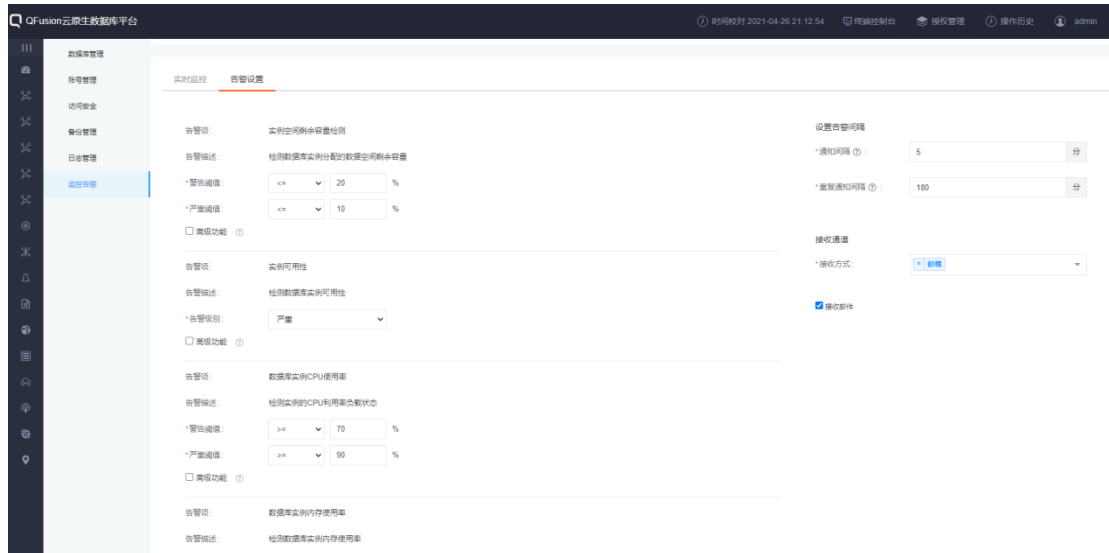 QFusion云原生数据库平台
时间校对 2021-04-26 21:12:54 终端控制台 授权管理 操作历史 admin
数据库管理
账号管理
访问安全
备份管理
日志管理
监控告警
实时监控 告警设置
告警项: 实例空间剩余容量检测
告警描述: 检测数据库实例分配的数据空间剩余容量
*警告阈值: <= 20 %
*严重阈值: <= 10 %
高级功能 ?
告警项: 实例可用性
告警描述: 检测数据库实例可用性
*告警级别: 严重
高级功能 ?
告警项: 数据库实例CPU使用率
告警描述: 检测实例的CPU利用率负载状态
*警告阈值: >= 70 %
*严重阈值: >= 90 %
高级功能 ?
告警项: 数据库实例内存使用率
告警描述: 检测数据库实例内存使用率
设置告警间隔
*通知间隔 ? : 5 分
*重复通知间隔 ? : 180 分
接收通道
*接收方式: × 邮箱
接收邮件